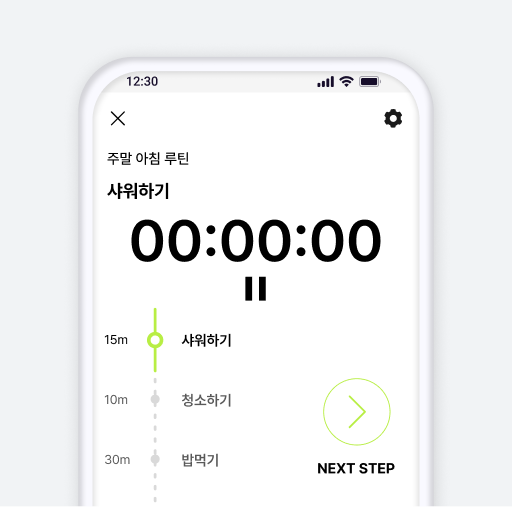 12:30
주말 아침 루틴
샤워하기
00:00:00
15m 샤워하기
10m 청소하기
30m 밥먹기
NEXT STEP